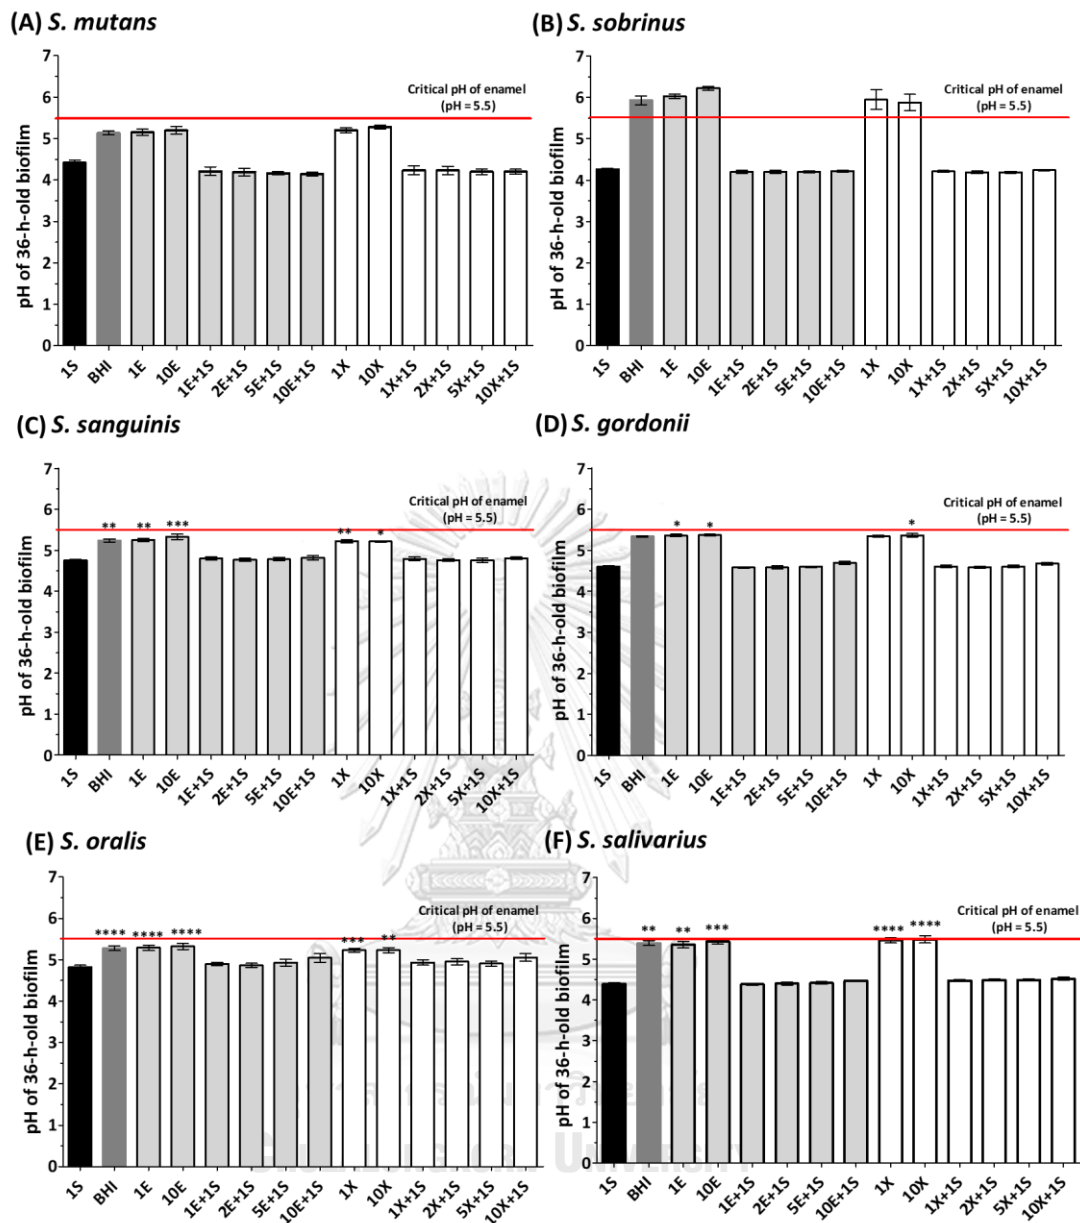 (A) S. mutans
pH of 36-h-old biofilm
7
6
5
4
3
2
1
0
Critical pH of enamel
(pH = 5.5)
1S
BHI
1E
10E
1E+1S
2E+1S
5E+1S
10E+1S
1X
10X
1X+1S
2X+1S
5X+1S
10X+1S
(B) S. sobrinus
pH of 36-h-old biofilm
7
6
5
4
3
2
1
0
Critical pH of enamel
(pH = 5.5)
1S
BHI
1E
10E
1E+1S
2E+1S
5E+1S
10E+1S
1X
10X
1X+1S
2X+1S
5X+1S
10X+1S
(C) S. sanguinis
pH of 36-h-old biofilm
7
6
5
4
3
2
1
0
Critical pH of enamel
(pH = 5.5)
** ** *** ** *
1S
BHI
1E
10E
1E+1S
2E+1S
5E+1S
10E+1S
1X
10X
1X+1S
2X+1S
5X+1S
10X+1S
(D) S. gordonii
pH of 36-h-old biofilm
7
6
5
4
3
2
1
0
Critical pH of enamel
(pH = 5.5)
* * *
1S
BHI
1E
10E
1E+1S
2E+1S
5E+1S
10E+1S
1X
10X
1X+1S
2X+1S
5X+1S
10X+1S
(E) S. oralis
pH of 36-h-old biofilm
7
6
5
4
3
2
1
0
Critical pH of enamel
(pH = 5.5)
**** **** **** *** **
1S
BHI
1E
10E
1E+1S
2E+1S
5E+1S
10E+1S
1X
10X
1X+1S
2X+1S
5X+1S
10X+1S
(F) S. salivarius
pH of 36-h-old biofilm
7
6
5
4
3
2
1
0
Critical pH of enamel
(pH = 5.5)
** ** *** **** ****
1S
BHI
1E
10E
1E+1S
2E+1S
5E+1S
10E+1S
1X
10X
1X+1S
2X+1S
5X+1S
10X+1S
UNIVERSITY